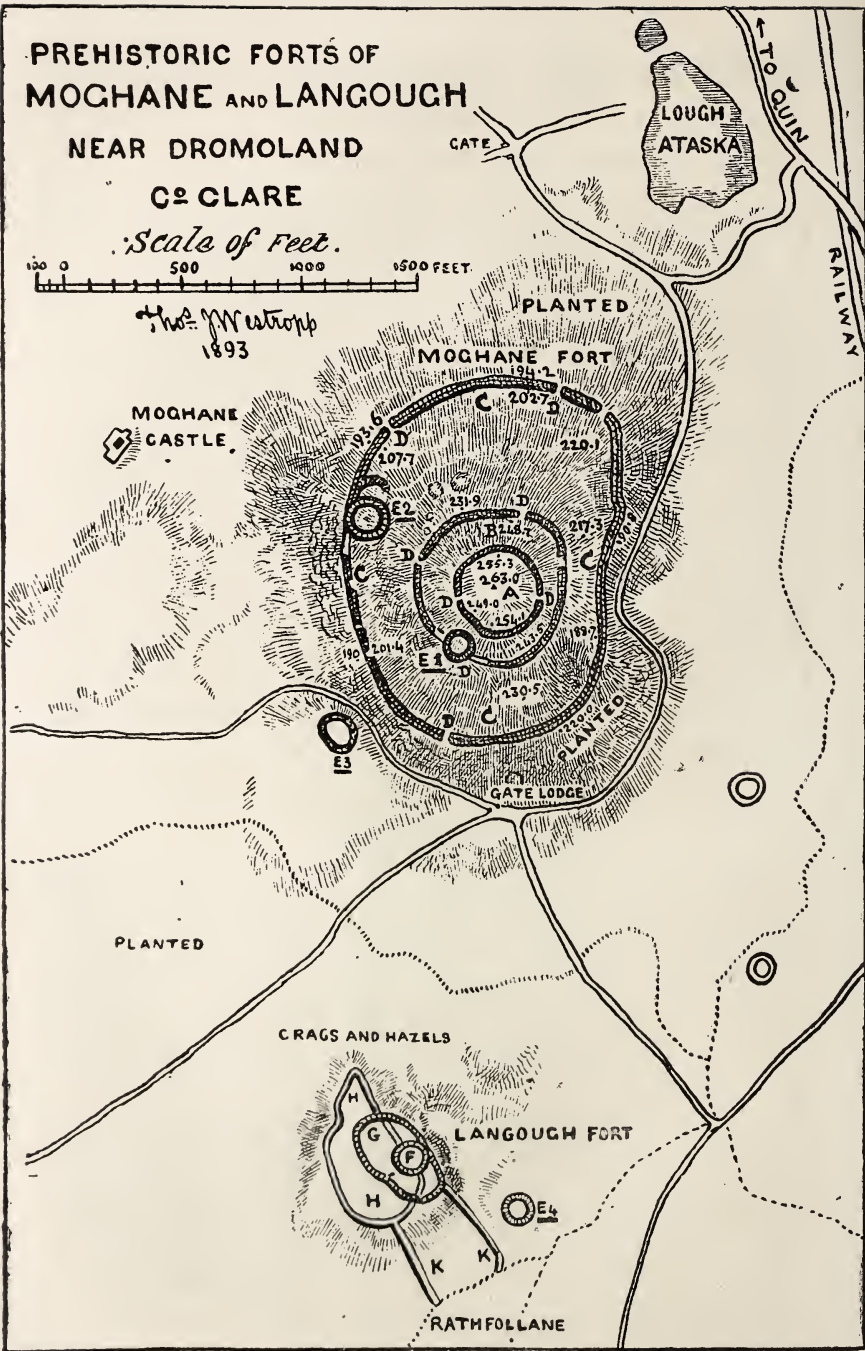 PREHISTORIC FORTS OF
MOGHANE AND LANGOUGH
NEAR DROMOLAND
Co CLARE
Scale of Feet.
100 0 500 1000 1500 FEET.
Thos. J Westropp
1893
GATE
LOUGH
ATASKA
TO QUIN
RAILWAY
PLANTED
MOGHANE FORT
194.2
C 202.7 D
MOGHANE
CASTLE.
193.6 D
207.7
220.1
E2
231.9 D
B
217.3
D
C
C
255.3
263.0
A
D 249.0 D
254.1
243.5
188.7
190 201.4
E1
D
239.5
C
D
220.0
PLANTED
E3
GATE LODGE
PLANTED
CRAGS AND HAZELS
H
G
F
LANGOUGH FORT
H
E4
K K
RATHFOLLANE